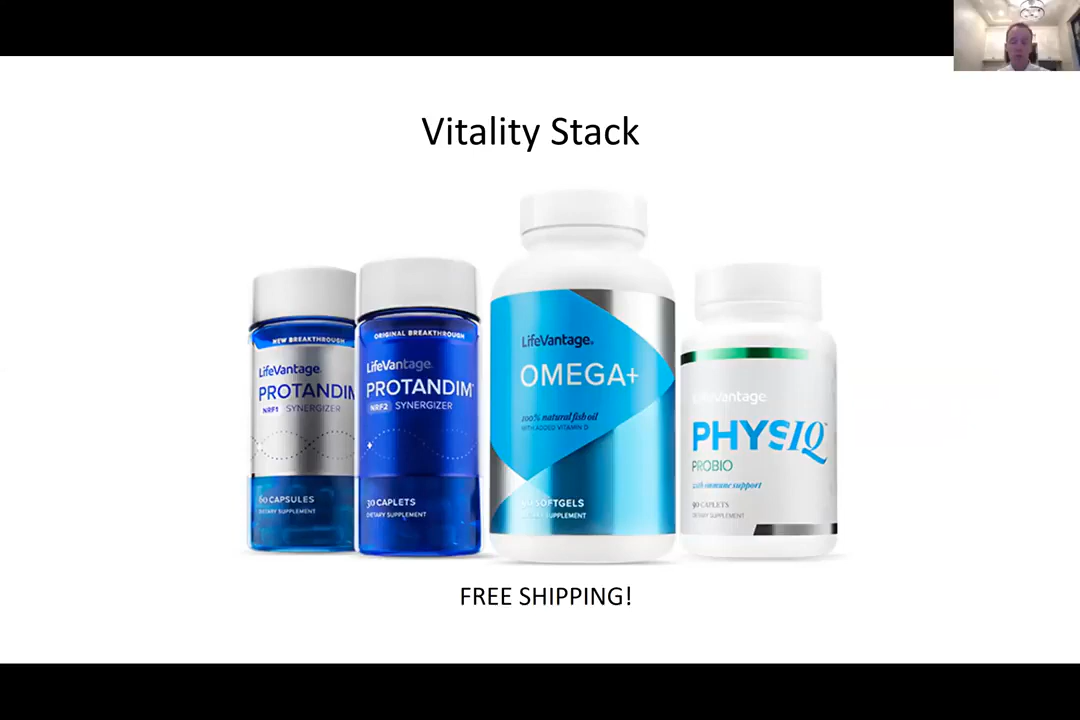 Vitality Stack
NEW BREAKTHROUGH
LifeVantage
PROTANDIM
NRF1 SYNERGIZER
60 CAPSULES
DIETARY SUPPLEMENT
ORIGINAL BREAKTHROUGH
LifeVantage
PROTANDIM
NRF2 SYNERGIZER
30 CAPLETS
DIETARY SUPPLEMENT
LifeVantage®
OMEGA+
100% natural fish oil
WITH ADDED VITAMIN D
SOFTGELS
DIETARY SUPPLEMENT
LifeVantage
PHYSIQ™
PROBIO
with immune support
90 CAPLETS
DIETARY SUPPLEMENT
FREE SHIPPING!